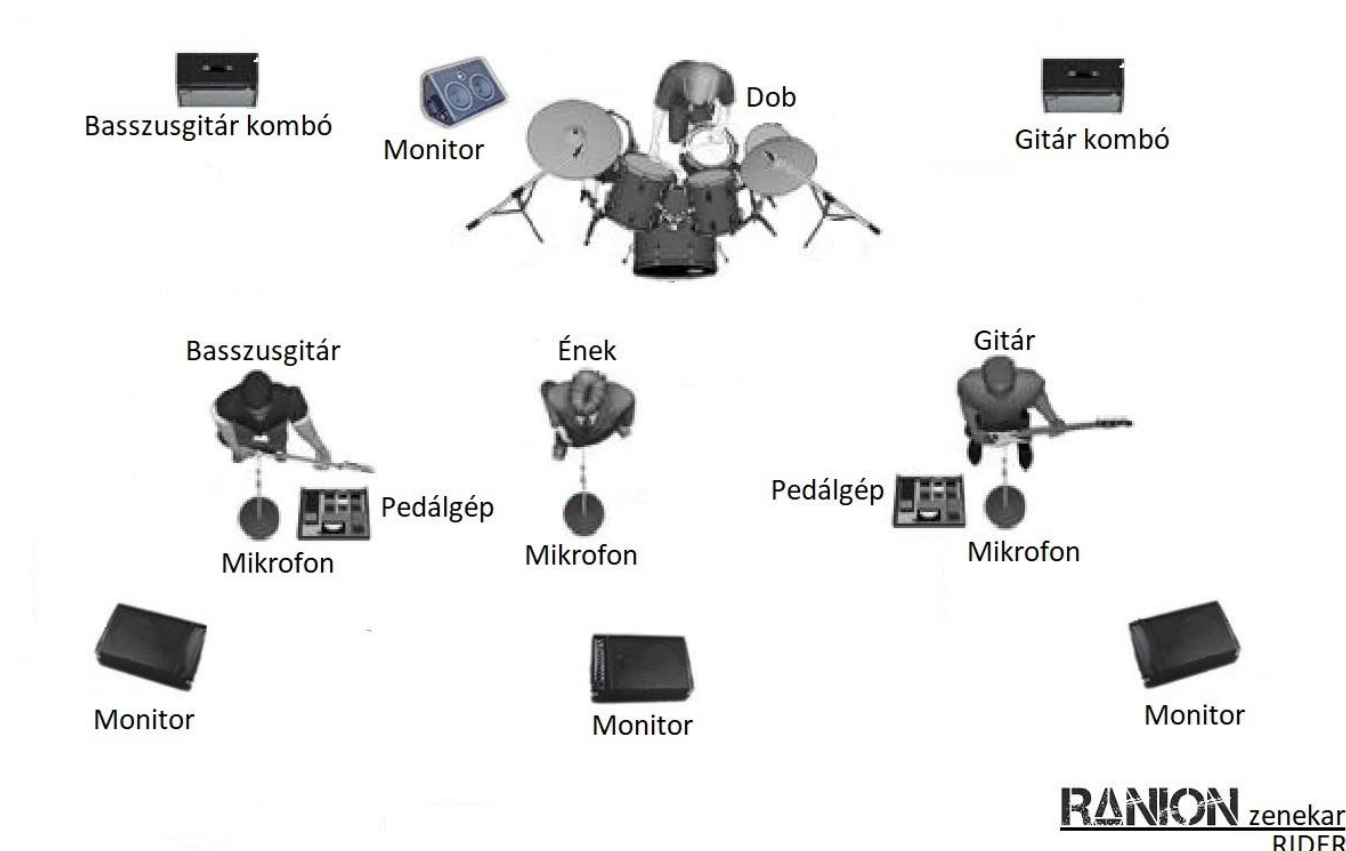 Basszusgitár kombó
Monitor
Dob
Gitár kombó
Basszusgitár
Ének
Gitár
Pedálgép
Mikrofon
Mikrofon
Pedálgép
Mikrofon
Monitor
Monitor
Monitor
RANION zenekar
RIDER